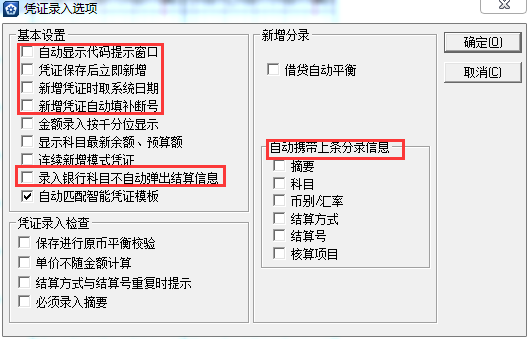 凭证录入选项
基本设置
自动显示代码提示窗口
凭证保存后立即新增
新增凭证时取系统日期
新增凭证自动填补断号
金额录入按千分位显示
显示科目最新余额、预算额
连续新增模式凭证
录入银行科目不自动弹出结算信息
自动匹配智能凭证模板
凭证录入检查
保存进行原币平衡校验
单价不随金额计算
结算方式与结算号重复时提示
必须录入摘要
新增分录
借贷自动平衡
自动携带上条分录信息
摘要
科目
币别/汇率
结算方式
结算号
核算项目
确定(O)
取消(C)